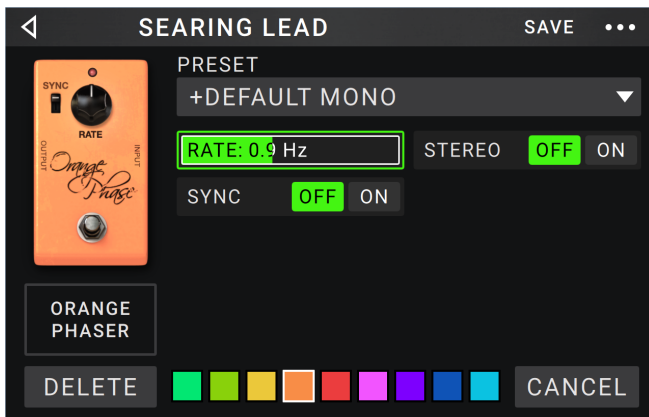 SEARING LEAD
SAVE
PRESET
+DEFAULT MONO
SYNC
RATE
OUTPUT
INPUT
Orange
Phase
RATE: 0.9 Hz
STEREO OFF ON
SYNC OFF ON
ORANGE
PHASER
DELETE
CANCEL